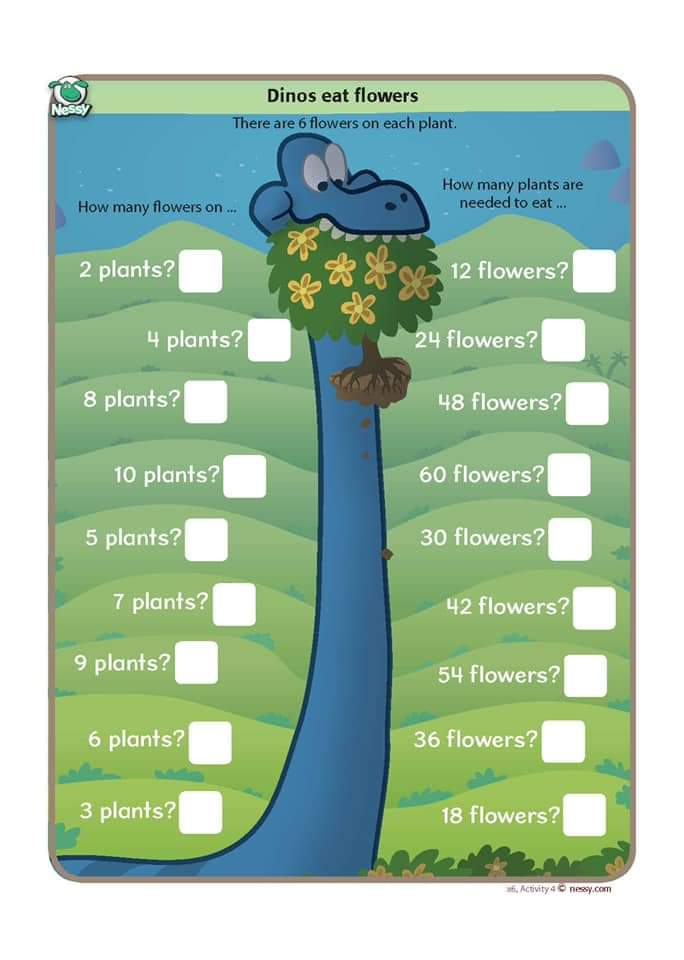 Nessy
Dinos eat flowers
There are 6 flowers on each plant.
How many flowers on ...
2 plants?
4 plants?
8 plants?
10 plants?
5 plants?
7 plants?
9 plants?
6 plants?
3 plants?
How many plants are
needed to eat ...
12 flowers?
24 flowers?
48 flowers?
60 flowers?
30 flowers?
42 flowers?
54 flowers?
36 flowers?
18 flowers?
x6, Activity 4 © nessy.com